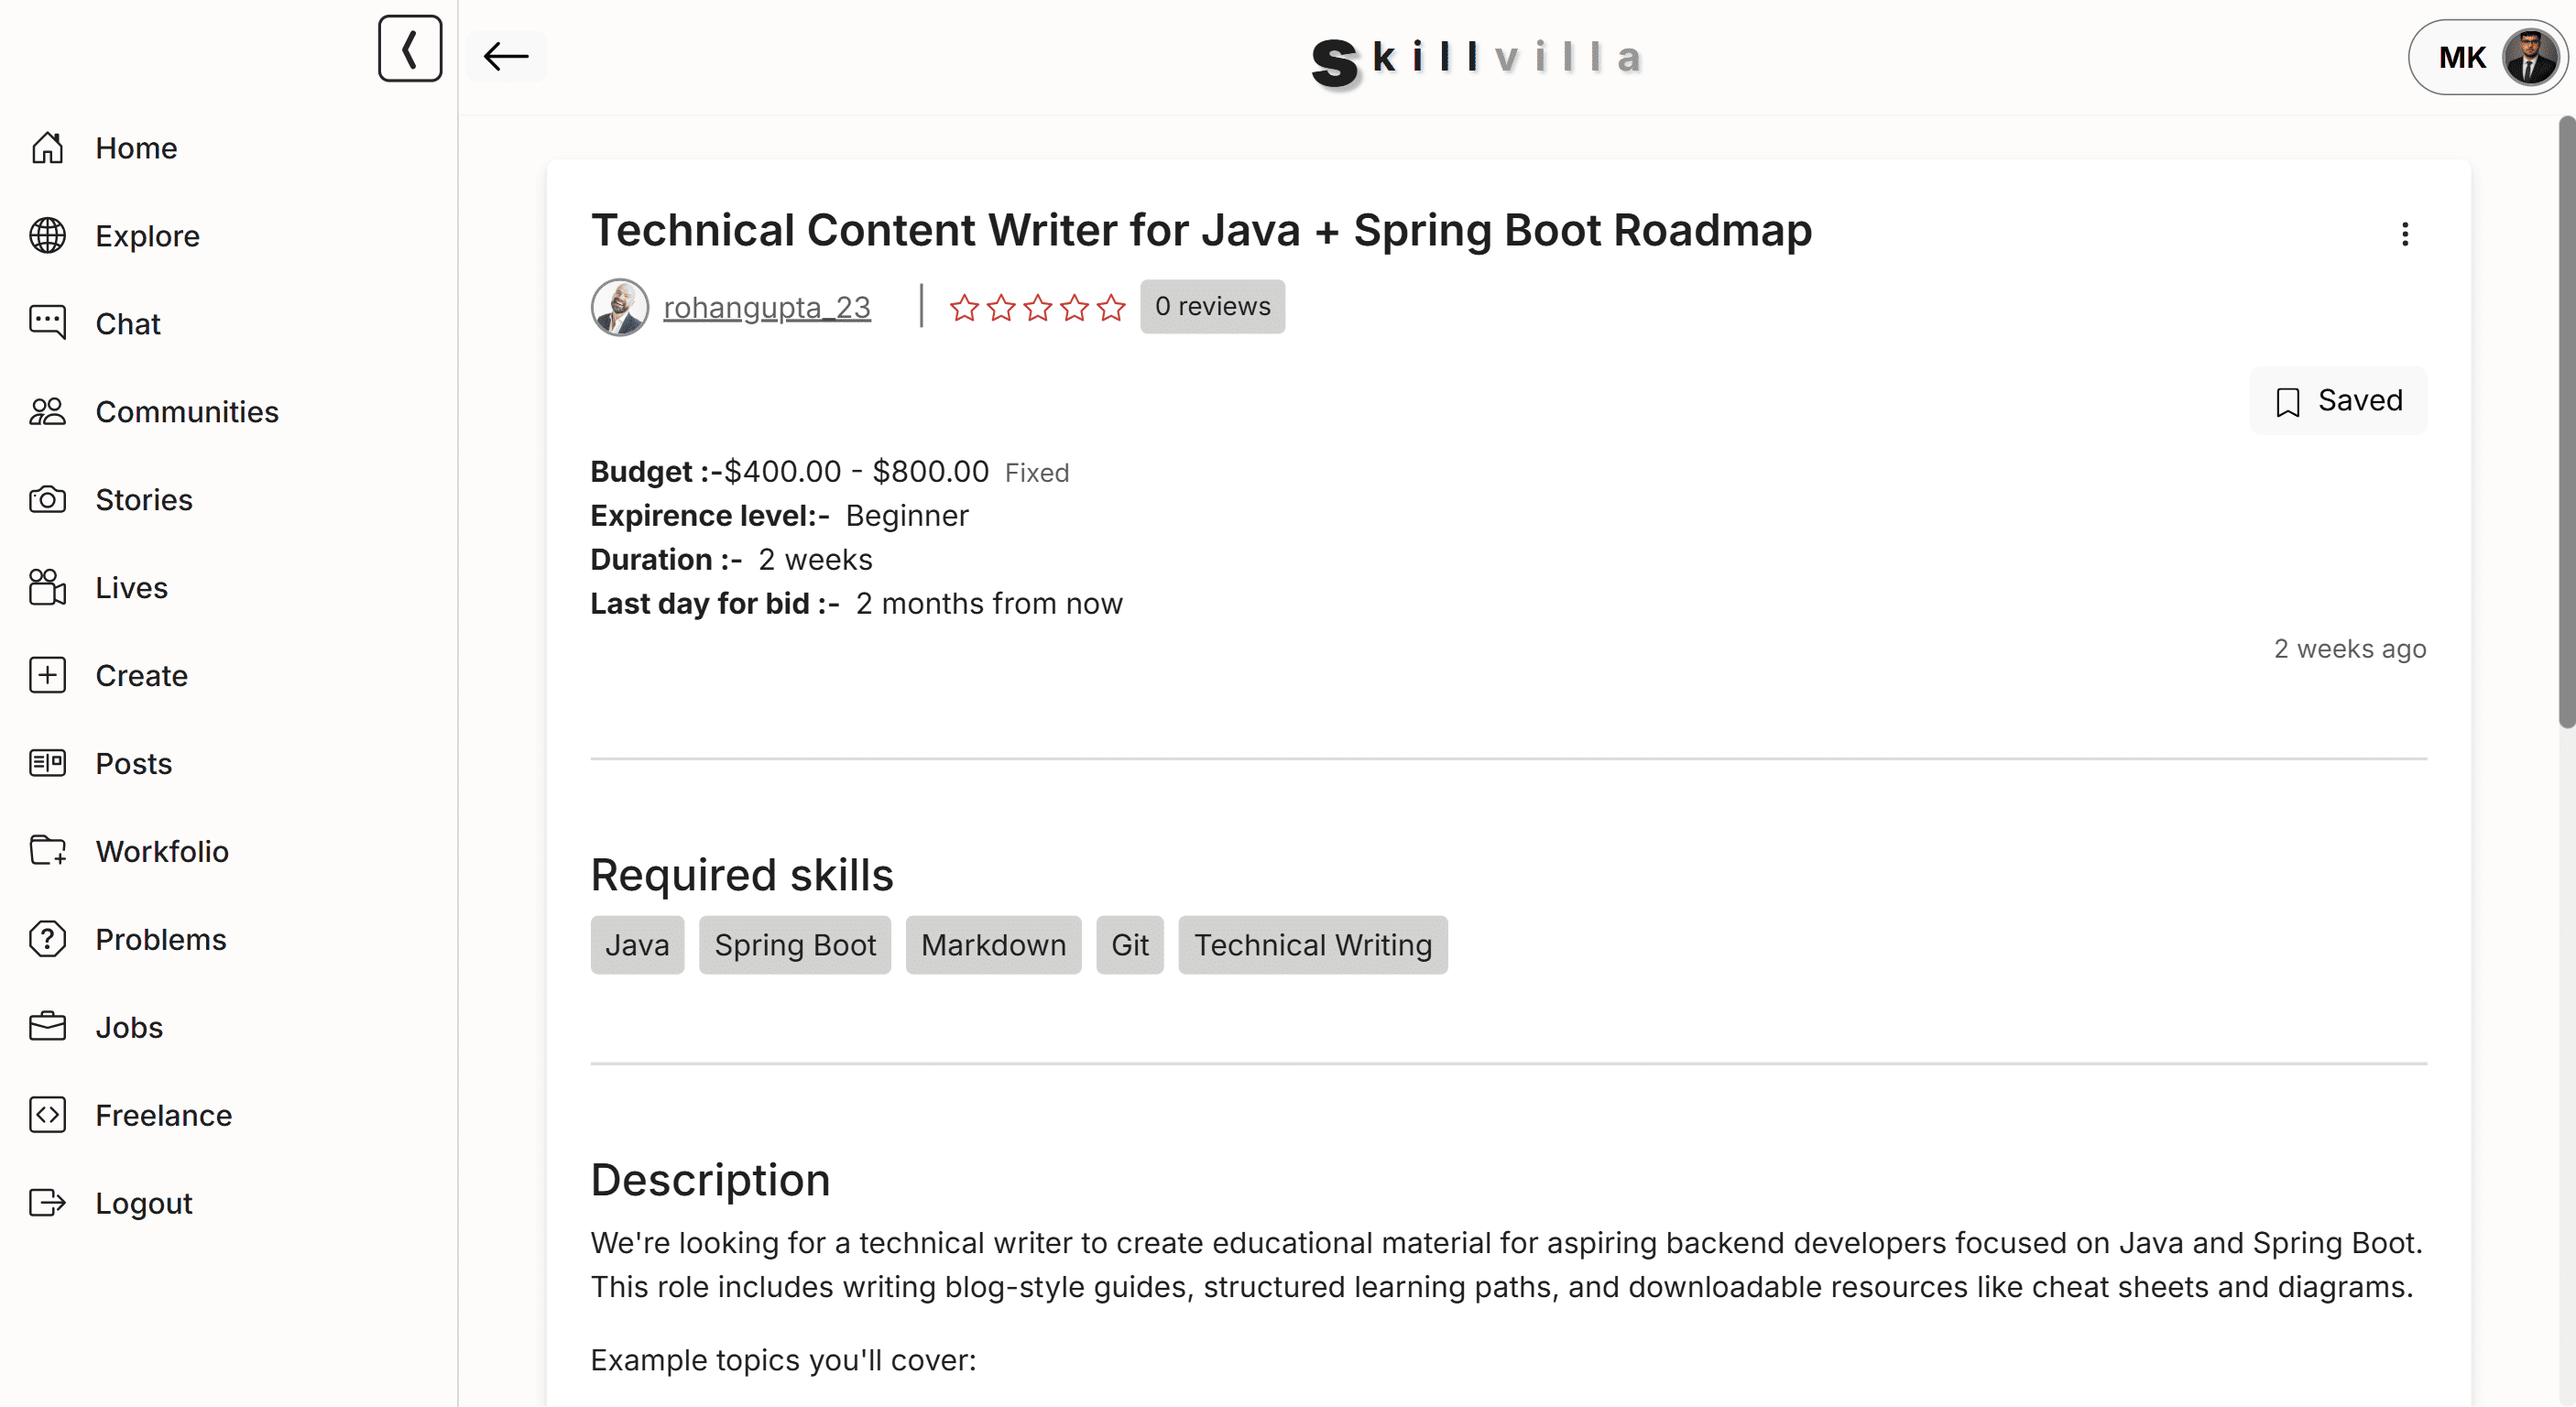 Skillvilla
MK
Home
Explore
Chat
Communities
Stories
Lives
Create
Posts
Workfolio
Problems
Jobs
Freelance
Logout
Technical Content Writer for Java + Spring Boot Roadmap
rohangupta_23
0 reviews
Saved
Budget :-$400.00 - $800.00 Fixed
Expirence level:- Beginner
Duration :- 2 weeks
Last day for bid :- 2 months from now
2 weeks ago
Required skills
Java Spring Boot Markdown Git Technical Writing
Description
We're looking for a technical writer to create educational material for aspiring backend developers focused on Java and Spring Boot.
This role includes writing blog-style guides, structured learning paths, and downloadable resources like cheat sheets and diagrams.
Example topics you'll cover: